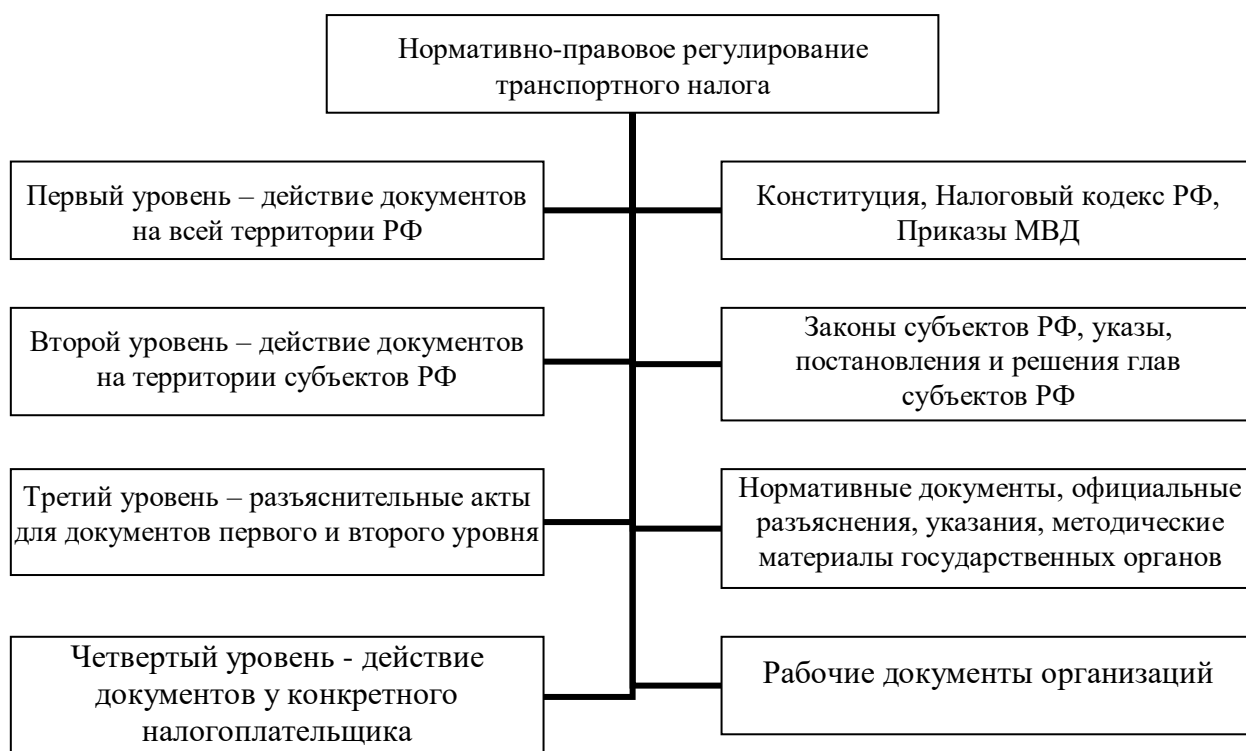 Нормативно-правовое регулирование
транспортного налога
Первый уровень – действие документов
на всей территории РФ
Конституция, Налоговый кодекс РФ,
Приказы МВД
Второй уровень – действие документов
на территории субъектов РФ
Законы субъектов РФ, указы,
постановления и решения глав
субъектов РФ
Третий уровень – разъяснительные акты
для документов первого и второго уровня
Нормативные документы, официальные
разъяснения, указания, методические
материалы государственных органов
Четвертый уровень - действие
документов у конкретного
налогоплательщика
Рабочие документы организаций